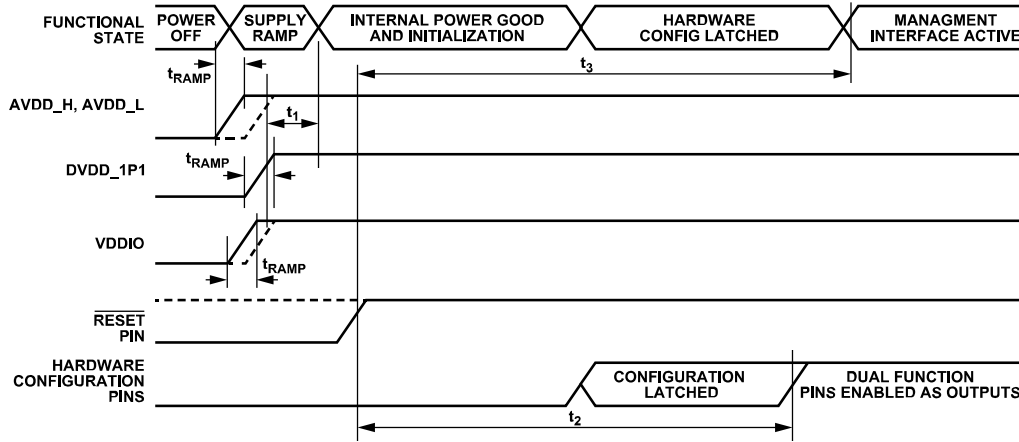 FUNCTIONAL
STATE
POWER
OFF
SUPPLY
RAMP
INTERNAL POWER GOOD
AND INITIALIZATION
HARDWARE
CONFIG LATCHED
MANAGMENT
INTERFACE ACTIVE
t3
tRAMP
AVDD_H, AVDD_L
t1
tRAMP
DVDD_1P1
VDDIO
tRAMP
RESET
PIN
HARDWARE
CONFIGURATION
PINS
CONFIGURATION
LATCHED
DUAL FUNCTION
PINS ENABLED AS OUTPUTS
t2